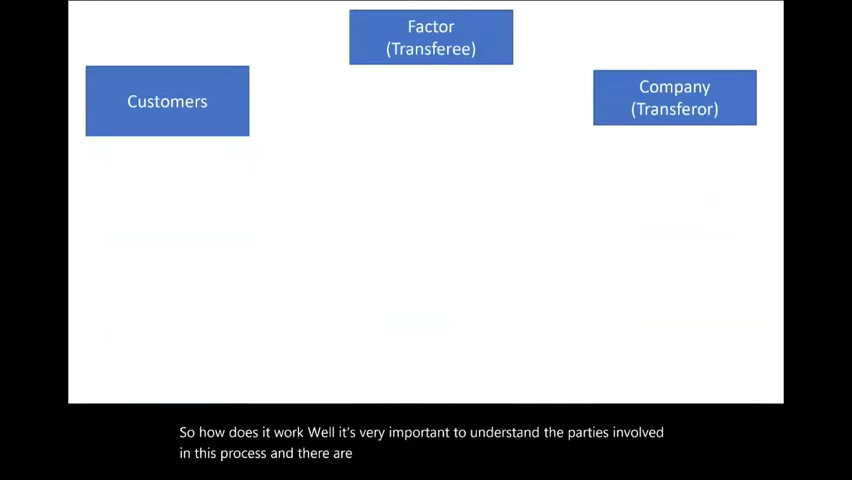 Factor
(Transferee)
Customers
Company
(Transferor)
So how does it work Well it's very important to understand the parties involved
in this process and there are